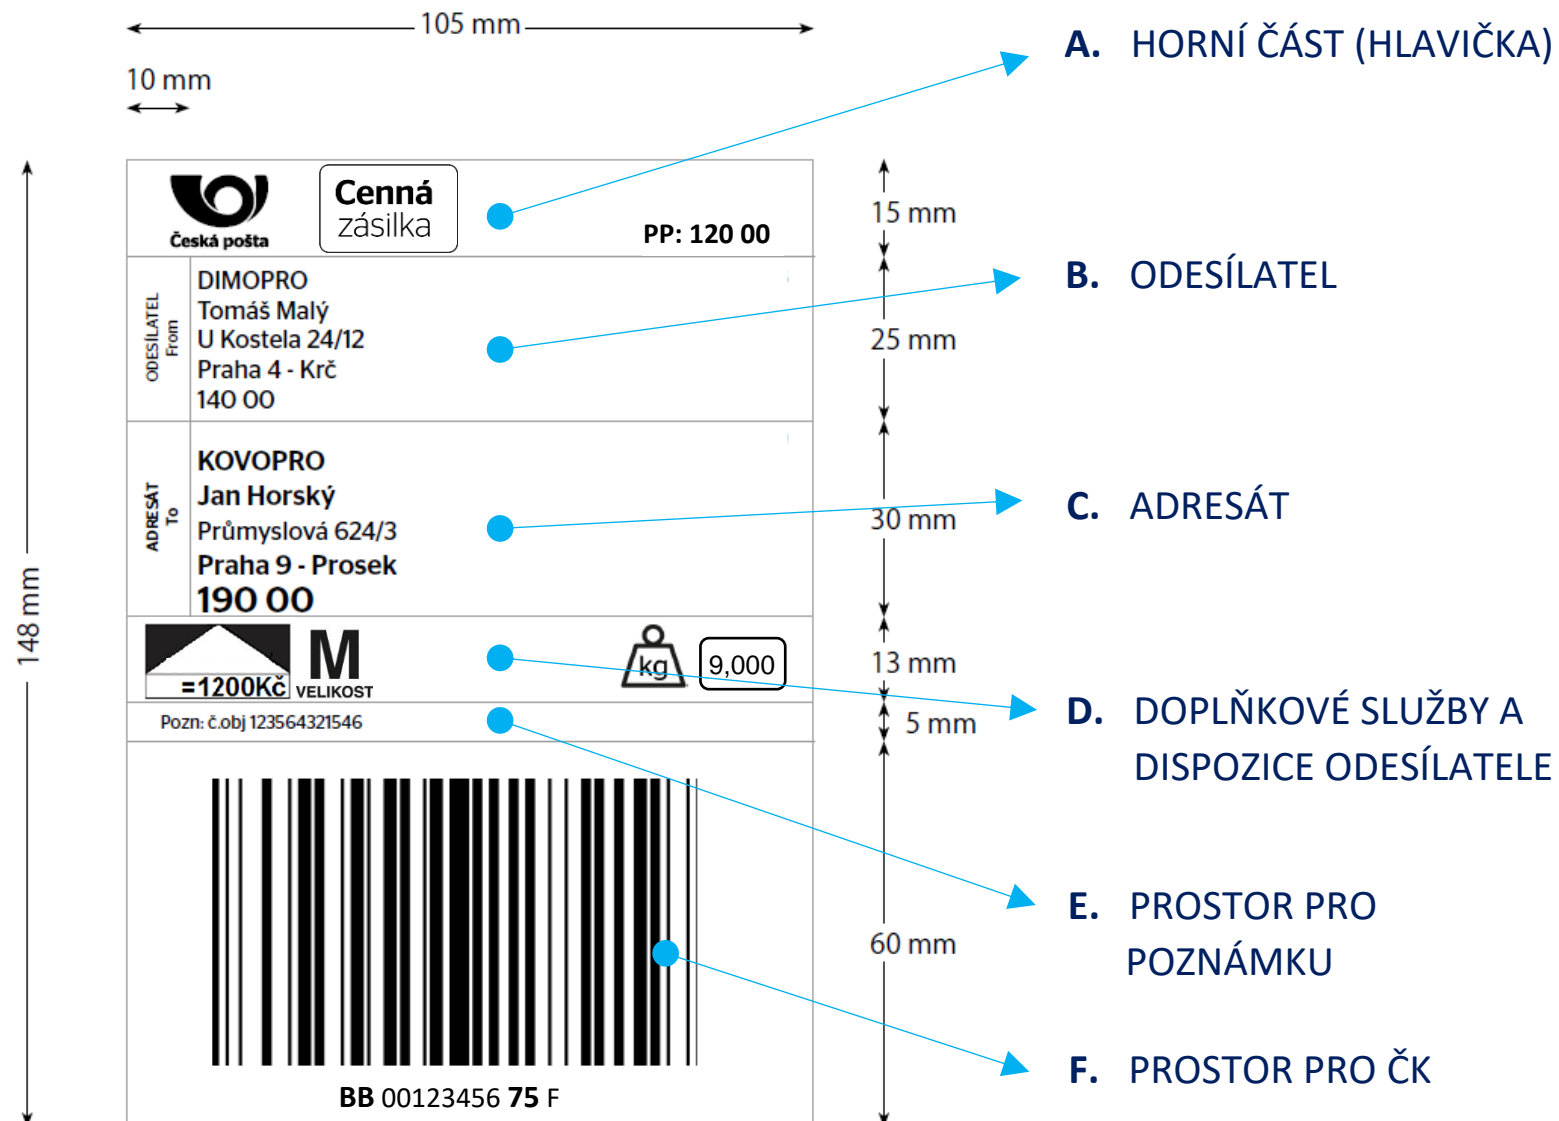 105 mm
10 mm
148 mm
Česká pošta
Cenná
zásilka
PP: 120 00
15 mm
A. HORNÍ ČÁST (HLAVIČKA)
ODESÍLATEL
From
DIMOPRO
Tomáš Malý
U Kostela 24/12
Praha 4 - Krč
140 00
25 mm
B. ODESÍLATEL
ADRESÁT
To
KOVOPRO
Jan Horský
Průmyslová 624/3
Praha 9 - Prosek
190 00
30 mm
C. ADRESÁT
=1200Kč
M
VELIKOST
kg
9,000
13 mm
D. DOPLŇKOVÉ SLUŽBY A
DISPOZICE ODESÍLATELE
Pozn: č.obj 123564321546
5 mm
E. PROSTOR PRO
POZNÁMKU
BB 00123456 75 F
60 mm
F. PROSTOR PRO ČK